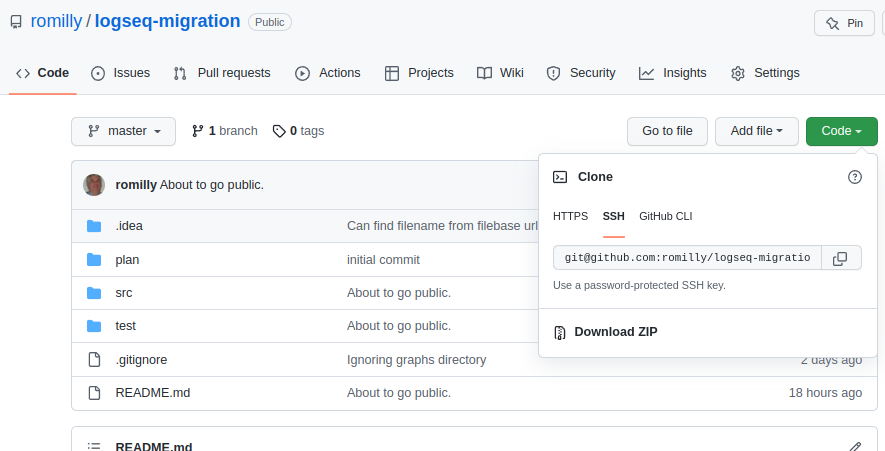 romilly / logseq-migration Public Pin
Code Issues Pull requests Actions Projects Wiki Security Insights Settings
master 1 branch 0 tags Go to file Add file Code
romilly About to go public.
Clone
.idea Can find filename from filebase url
HTTPS SSH GitHub CLI
plan initial commit
git@github.com:romilly/logseq-migratio
src About to go public.
Use a password-protected SSH key.
test About to go public.
Download ZIP
.gitignore Ignoring graphs directory 2 days ago
README.md About to go public. 18 hours ago
README.md